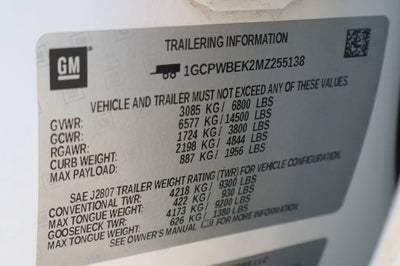 TRAILERING INFORMATION
GM
1GCPWBEK2MZ255138
VEHICLE AND TRAILER MUST NOT EXCEED ANY OF THESE VALUES.
GVWR: 3085 KG / 6800 LBS
GCWR: 6577 KG / 14500 LBS
RGAWR: 1724 KG / 3800 LBS
CURB WEIGHT: 2198 KG / 4844 LBS
MAX PAYLOAD: 887 KG / 1956 LBS
SAE J2807 TRAILER WEIGHT RATING (TWR) FOR VEHICLE CONFIGURATION.
CONVENTIONAL TWR: 4218 KG / 9300 LBS
MAX TONGUE WEIGHT: 422 KG / 930 LBS
GOOSENECK TWR: 4173 KG / 9200 LBS
MAX TONGUE WEIGHT: 626 KG / 1380 LBS
SEE OWNER'S MANUAL FOR MORE INFORMATION